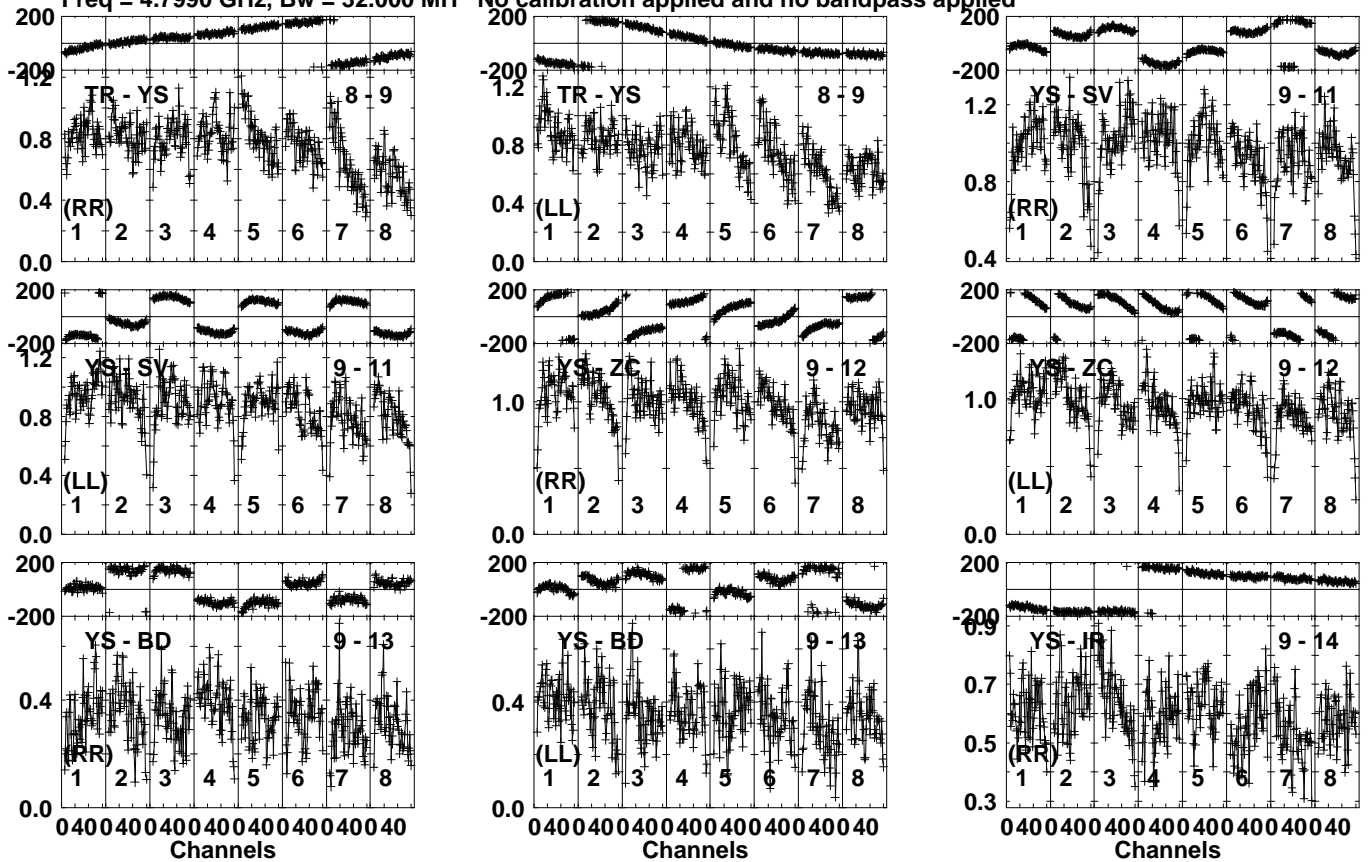 Freq = 4.7990 GHz, Bw = 32.000 MH No calibration applied and no bandpass applied
200 200 200
-200 -200 -200
1.2 TR - YS 8 - 9 1.2 TR - YS 8 - 9 1.2 YS - SV 9 - 11
0.8 0.8 0.8
0.4 0.4
(RR) (LL) (RR)
1 2 3 4 5 6 7 8 1 2 3 4 5 6 7 8 1 2 3 4 5 6 7 8
0.0 0.0 0.4
200 200 200
-200 -200 -200
1.2 YS - SV 9 - 11 YS - ZC 9 - 12 YS - ZC 9 - 12
0.8 1.0 1.0
0.4
(LL) (RR) (LL)
1 2 3 4 5 6 7 8 1 2 3 4 5 6 7 8 1 2 3 4 5 6 7 8
0.0 0.0 0.0
200 200 200
-200 -200 -200
YS - BD 9 - 13 YS - BD 9 - 13 0.9 YS - IR 9 - 14
0.4 0.4 0.7
0.5
(RR) (LL) (RR)
1 2 3 4 5 6 7 8 1 2 3 4 5 6 7 8 1 2 3 4 5 6 7 8
0.0 0.0 0.3
0 40 0 40 0 40 0 40 0 40 0 40 0 40 0 40 0 40 0 40 0 40 0 40 0 40 0 40 0 40 0 40 0 40 0 40 0 40 0 40 0 40 0 40 0 40 0 40
Channels Channels Channels